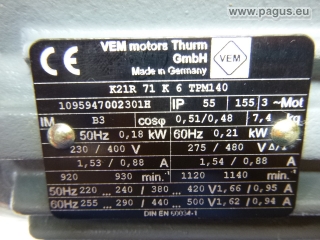 www.pagus.eu
VEM motors Thurm
GmbH
Made in Germany
CE
VEM
K21R 71 K 6 TPM140
1095947002301H IP 55 155 3~Mot
IM B3 cosφ 0,51/0,48 7,4 kg
50Hz 0,18 kW 60Hz 0,21 kW
230 / 400 V 275 / 480 V Δ/
1,53 / 0,88 A 1,54 / 0,88 A
920 930 min. 1120 1140 min.
50Hz 220 ... 240 / 380 ... 420 V 1,66 / 0,95 A
60Hz 255 ... 290 / 440 ... 500 V 1,62 / 0,94 A
DIN EN 60034-1